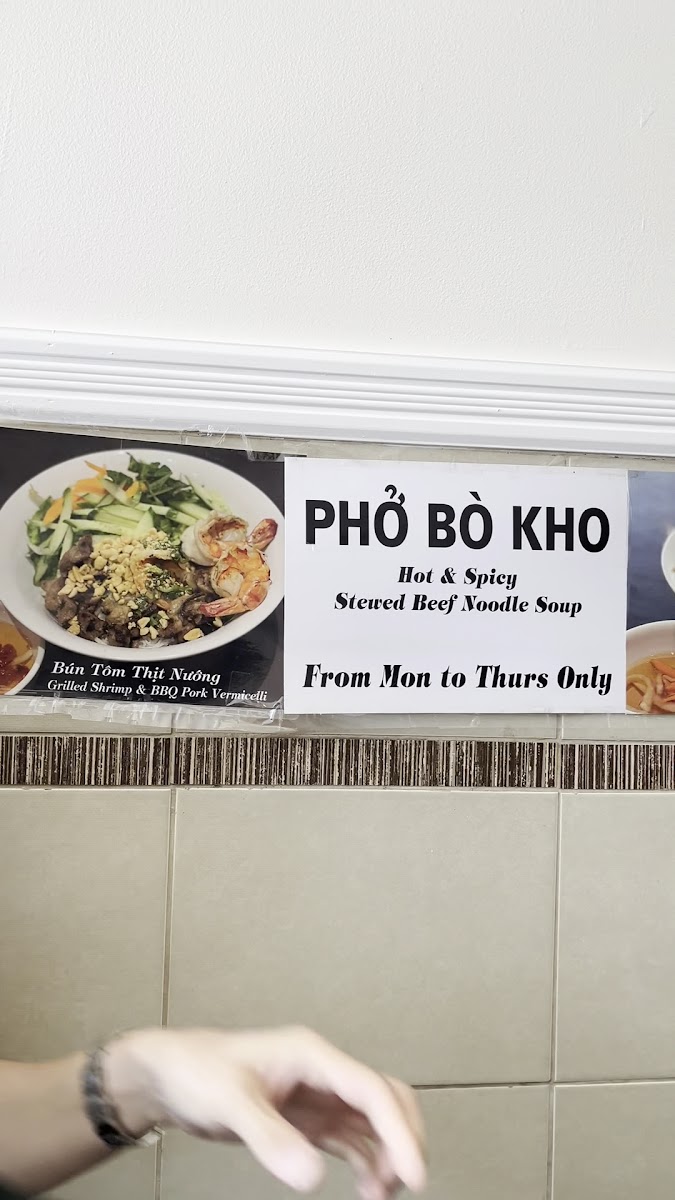 Bún Tôm Thịt Nướng
Grilled Shrimp & BBQ Pork Vermicelli
PHỞ BÒ KHO
Hot & Spicy
Stewed Beef Noodle Soup
From Mon to Thurs Only